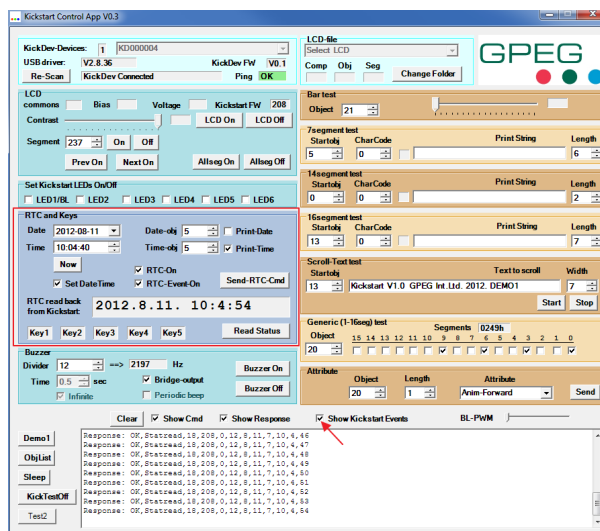 Kickstart Control App V0.3
KickDev-Devices: 1 KD000004
USB driver: V2.8.36 KickDev FW V0.1
Re-Scan KickDev Connected Ping OK
LCD-file
Select LCD
Comp Obj Seg Change Folder
GPEG
LCD
commons Bias Voltage Kickstart FW 208
Contrast LCD On LCD Off
Segment 237 On Off
Prev On Next On Allseg On Allseg Off
Set Kickstart LEDs On/Off
LED1/BL LED2 LED3 LED4 LED5 LED6
RTC and Keys
Date 2012-08-11 Date-obj 5 Print-Date
Time 10:04:40 Time-obj 5 Print-Time
Now RTC-On
Set DateTime RTC-Event-On Send-RTC-Cmd
RTC read back
from Kickstart: 2012.8.11. 10:4:54
Key1 Key2 Key3 Key4 Key5 Read Status
Buzzer
Divider 12 ==> 2197 Hz Buzzer On
Time 0.5 sec Bridge-output Buzzer Off
Infinite Periodic beep
Bar test
Object 21
7segment test
Startobj CharCode Print String Length
5 0 6
14segment test
Startobj CharCode Print String Length
0 0 2
16segment test
Startobj CharCode Print String Length
13 0 7
Scroll-Text test
Startobj Text to scroll Width
13 Kickstart V1.0 GPEG Int.Ltd. 2012. DEMO1 7
Start Stop
Generic (1-16seg) test
Object Segments 0249h
15 14 13 12 11 10 9 8 7 6 5 4 3 2 1 0
20
Attribute
Object Length Attribute
20 1 Anim-Forward Send
Clear Show Cmd Show Response Show Kickstart Events BL-PWM
Demo1
ObjList
Sleep
KickTestOff
Test2
Response: OK,Statread,18,208,0,12,8,11,7,10,4,46
Response: OK,Statread,18,208,0,12,8,11,7,10,4,47
Response: OK,Statread,18,208,0,12,8,11,7,10,4,48
Response: OK,Statread,18,208,0,12,8,11,7,10,4,49
Response: OK,Statread,18,208,0,12,8,11,7,10,4,50
Response: OK,Statread,18,208,0,12,8,11,7,10,4,51
Response: OK,Statread,18,208,0,12,8,11,7,10,4,52
Response: OK,Statread,18,208,0,12,8,11,7,10,4,53
Response: OK,Statread,18,208,0,12,8,11,7,10,4,54